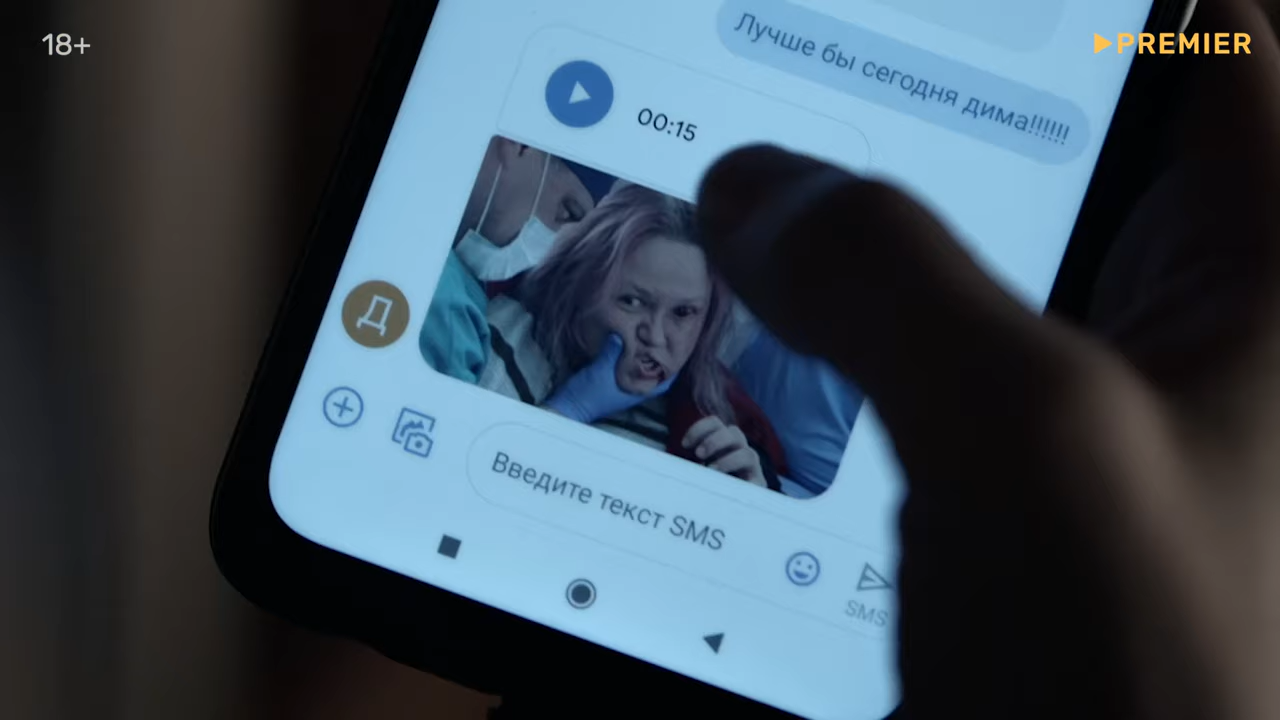 18+
PREMIER
Лучше бы сегодня дима!!!!!!
00:15
Д
Введите текст SMS
SMS